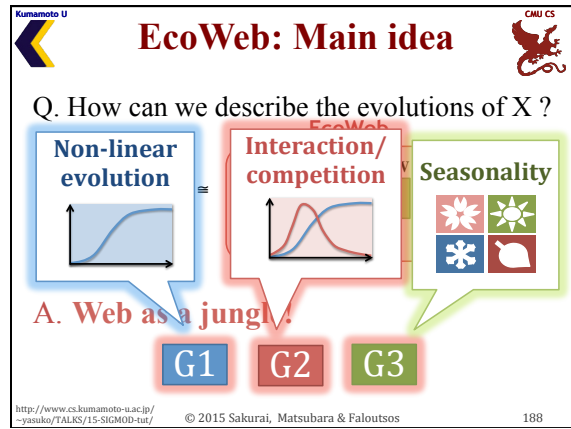 Kumamoto U
CMU CS
EcoWeb: Main idea
Q. How can we describe the evolutions of X ?
EcoWeb
Non-linear
evolution
≅
Interaction/
competition
Seasonality
A. Web as a jungle!
G1
G2
G3
http://www.cs.kumamoto-u.ac.jp/
~yasuko/TALKS/15-SIGMOD-tut/
© 2015 Sakurai, Matsubara & Faloutsos
188